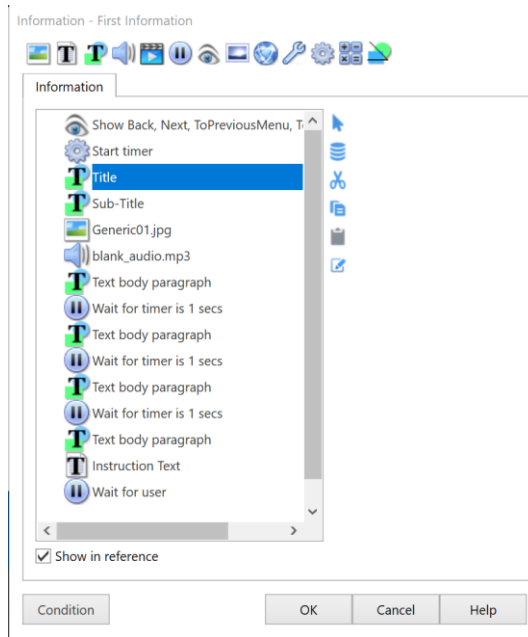 Information - First Information
Information
Show Back, Next, ToPreviousMenu, T
Start timer
Title
Sub-Title
Generic01.jpg
blank_audio.mp3
Text body paragraph
Wait for timer is 1 secs
Text body paragraph
Wait for timer is 1 secs
Text body paragraph
Wait for timer is 1 secs
Text body paragraph
Instruction Text
Wait for user
Show in reference
Condition
OK
Cancel
Help